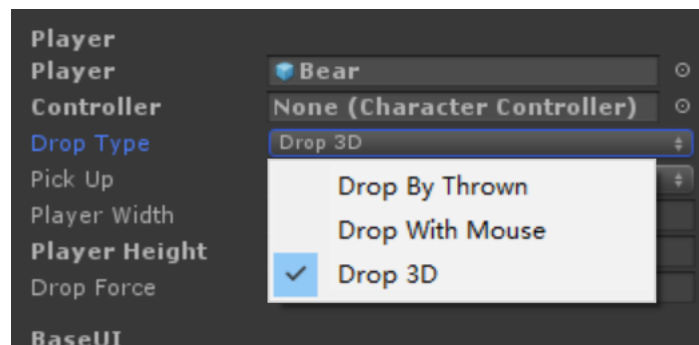 Player
Player Bear
Controller None (Character Controller)
Drop Type Drop 3D
Pick Up Drop By Thrown
Player Width Drop With Mouse
Player Height
Drop Force Drop 3D
BaseUI